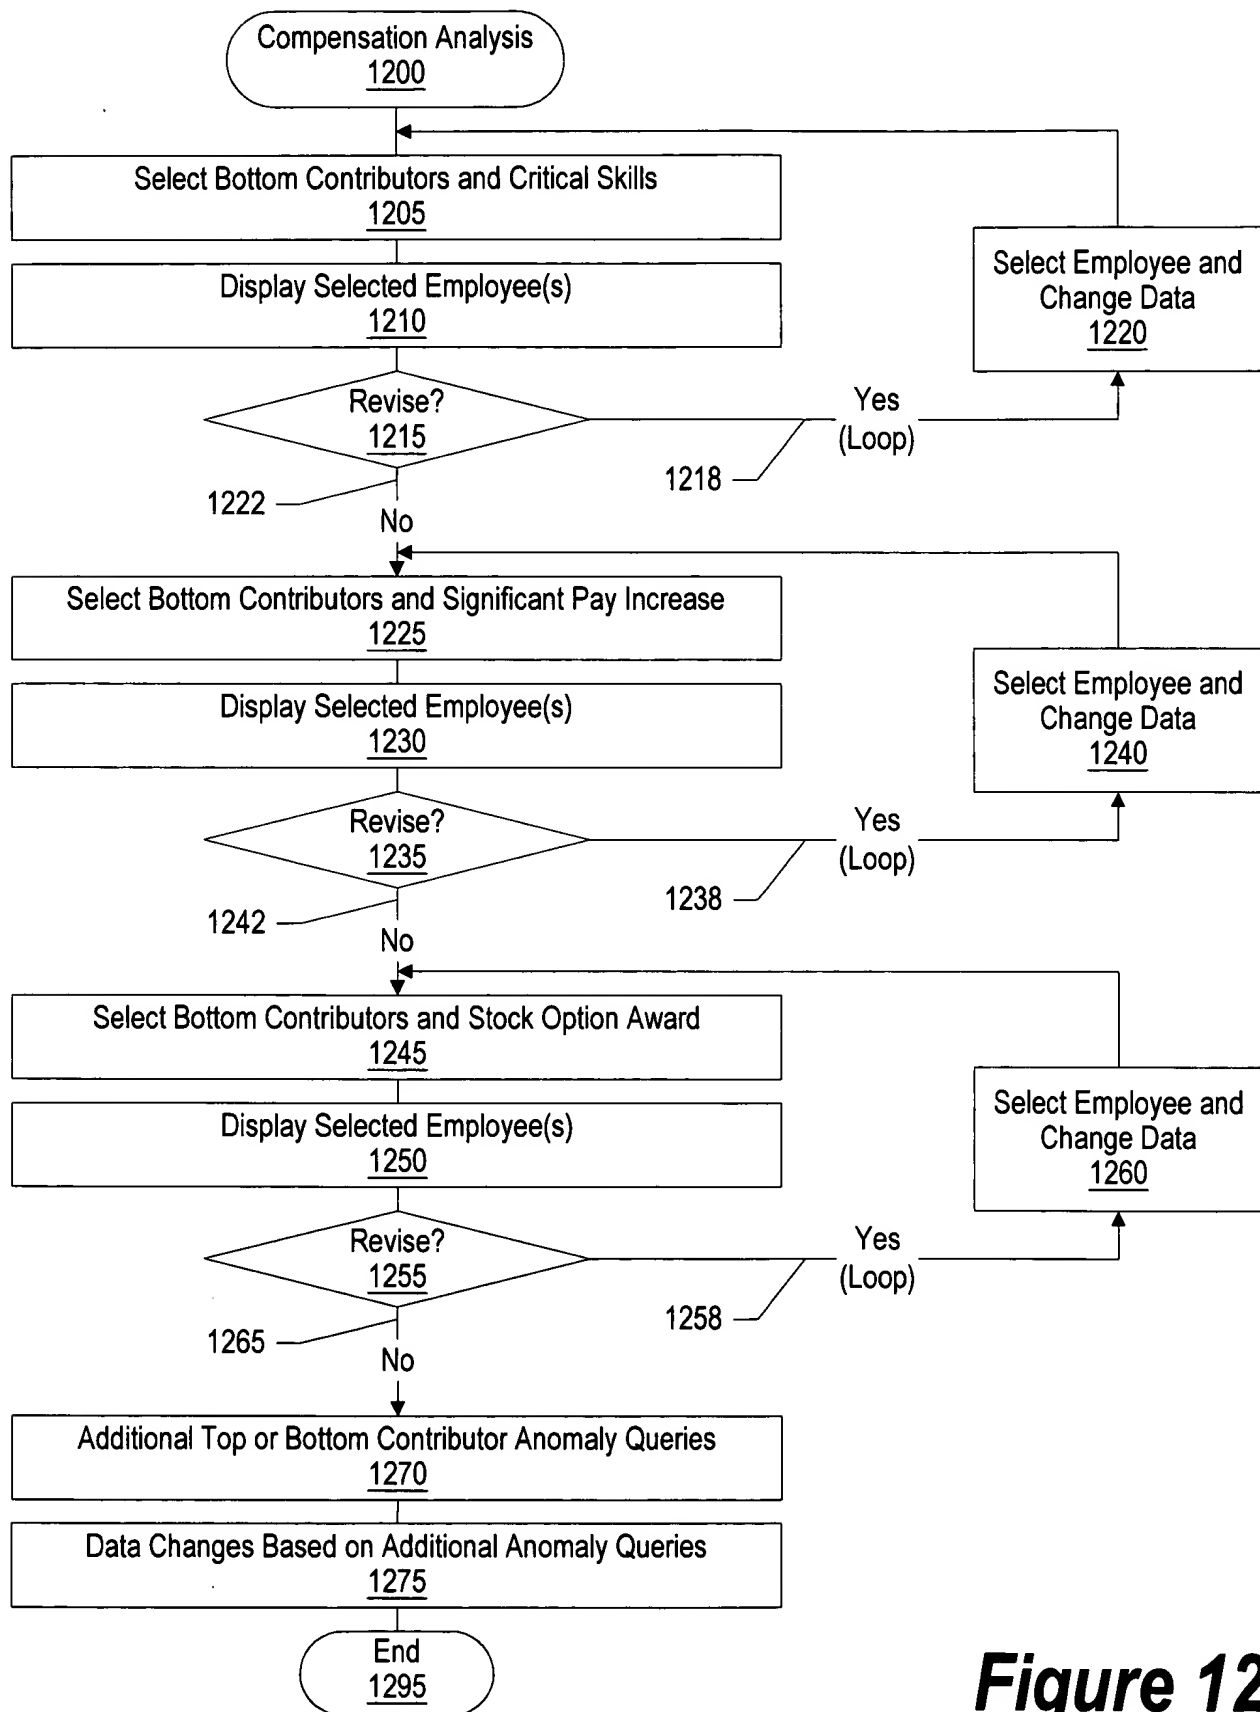 Compensation Analysis
1200
Select Bottom Contributors and Critical Skills
1205
Display Selected Employee(s)
1210
Select Employee and
Change Data
1220
Revise?
1215
Yes
(Loop)
1218
1222
No
Select Bottom Contributors and Significant Pay Increase
1225
Display Selected Employee(s)
1230
Select Employee and
Change Data
1240
Revise?
1235
Yes
(Loop)
1238
1242
No
Select Bottom Contributors and Stock Option Award
1245
Display Selected Employee(s)
1250
Select Employee and
Change Data
1260
Revise?
1255
Yes
(Loop)
1258
1265
No
Additional Top or Bottom Contributor Anomaly Queries
1270
Data Changes Based on Additional Anomaly Queries
1275
End
1295
Figure 12